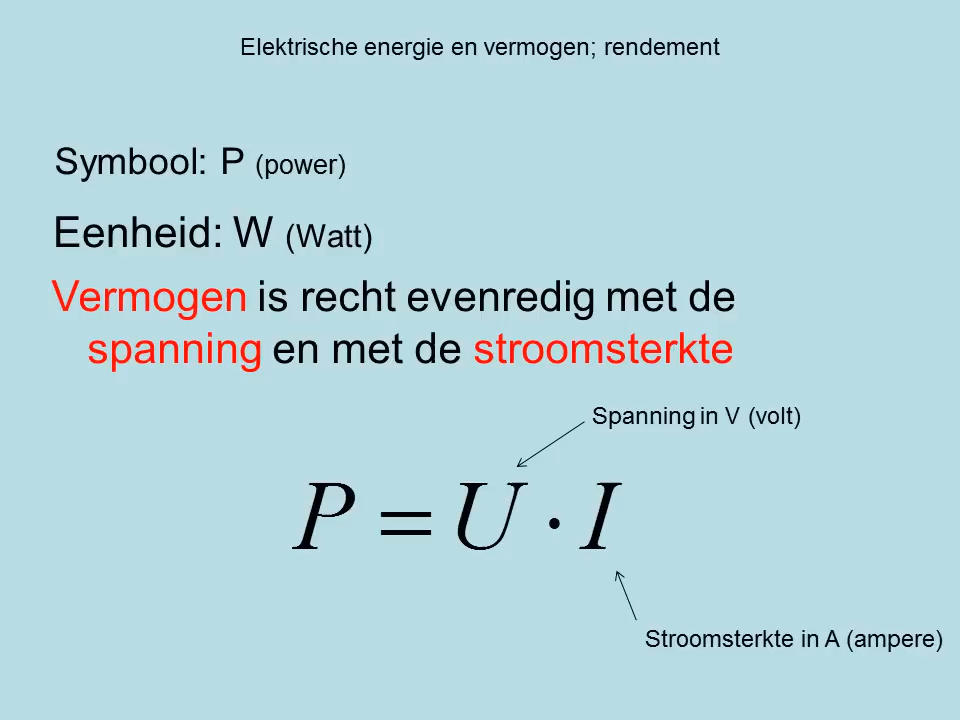 Elektrische energie en vermogen; rendement
Symbool: P (power)
Eenheid: W (Watt)
Vermogen is recht evenredig met de
spanning en met de stroomsterkte
Spanning in V (volt)
P = U · I
Stroomsterkte in A (ampere)